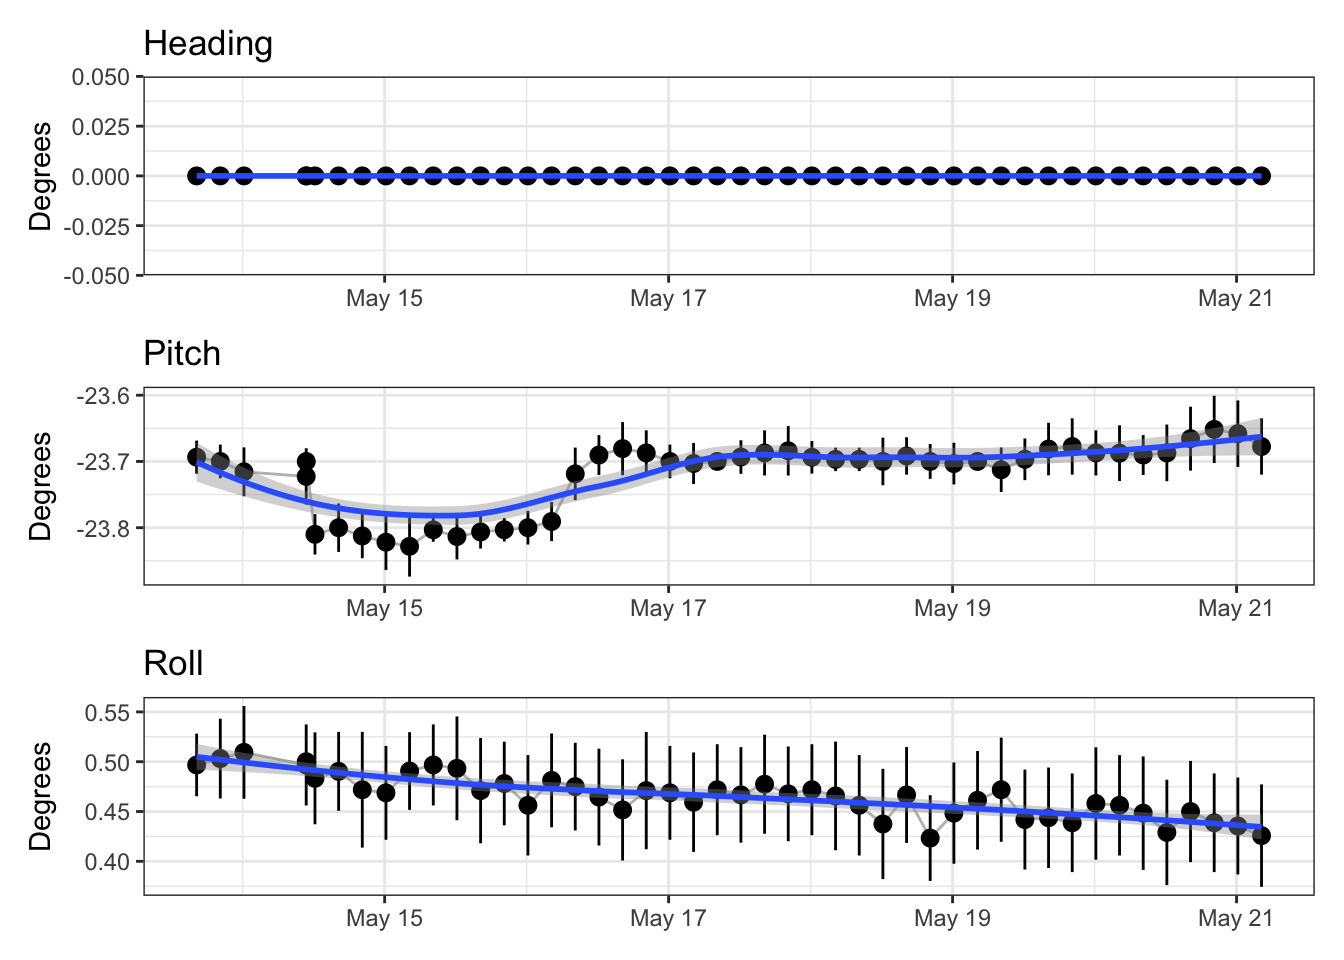 Heading
Degrees
0.050
0.025
0.000
-0.025
-0.050
May 15 May 17 May 19 May 21
Pitch
Degrees
-23.6
-23.7
-23.8
May 15 May 17 May 19 May 21
Roll
Degrees
0.55
0.50
0.45
0.40
May 15 May 17 May 19 May 21